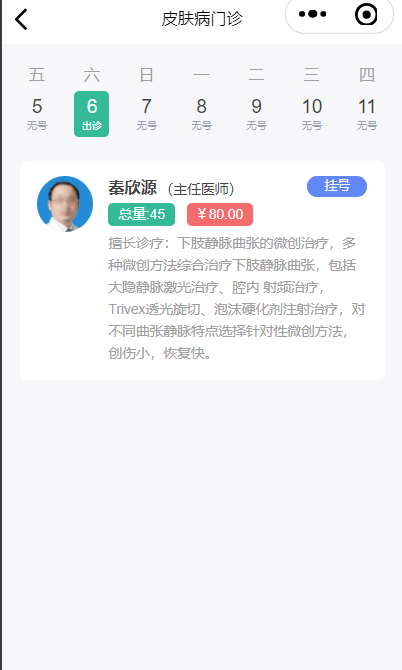 皮肤病门诊
五 六 日 一 二 三 四
5 6 7 8 9 10 11
无号 出诊 无号 无号 无号 无号 无号
秦欣源（主任医师） 挂号
总量:45 ￥80.00
擅长诊疗：下肢静脉曲张的微创治疗，多
种微创方法综合治疗下肢静脉曲张，包括
大隐静脉激光治疗、腔内 射频治疗，
Trivex透光旋切、泡沫硬化剂注射治疗，对
不同曲张静脉特点选择针对性微创方法，
创伤小，恢复快。